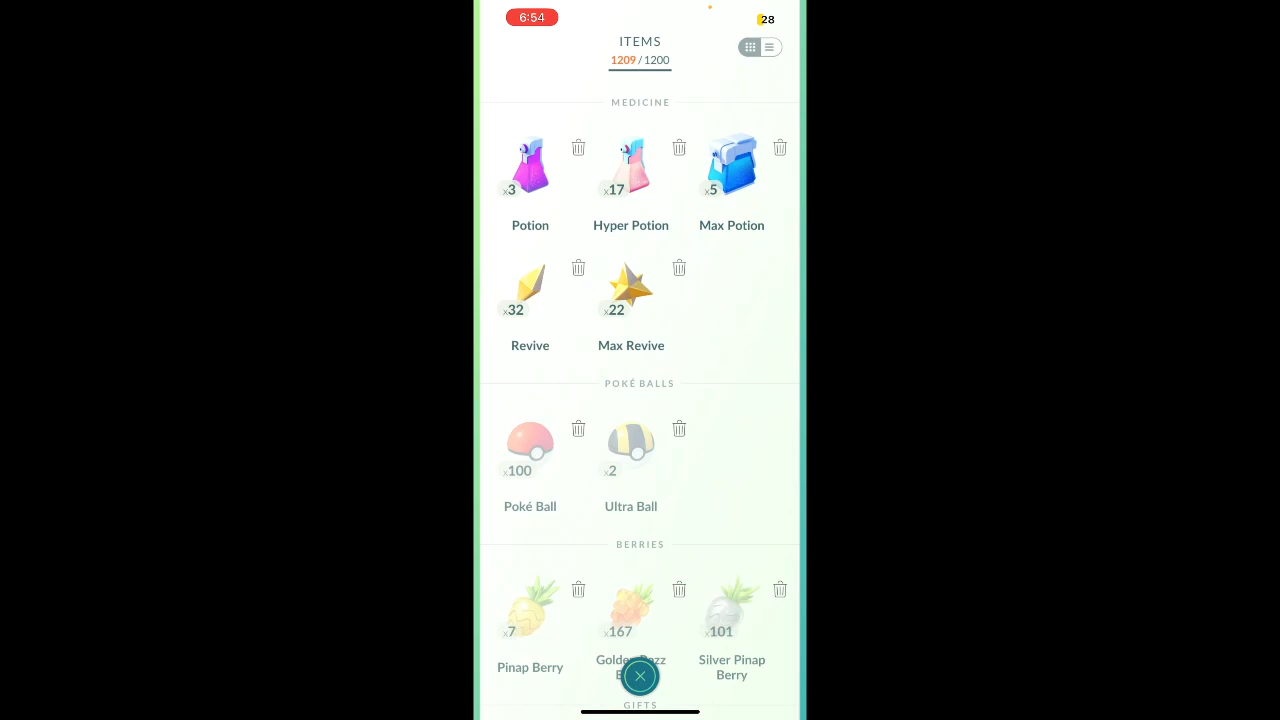 6:54
28
ITEMS
1209 / 1200
MEDICINE
x3
x17
x5
Potion
Hyper Potion
Max Potion
x32
x22
Revive
Max Revive
POKÉ BALLS
x100
x2
Poké Ball
Ultra Ball
BERRIES
x7
x167
x101
Pinap Berry
Golden Razz
Silver Pinap
Berry
GIFTS